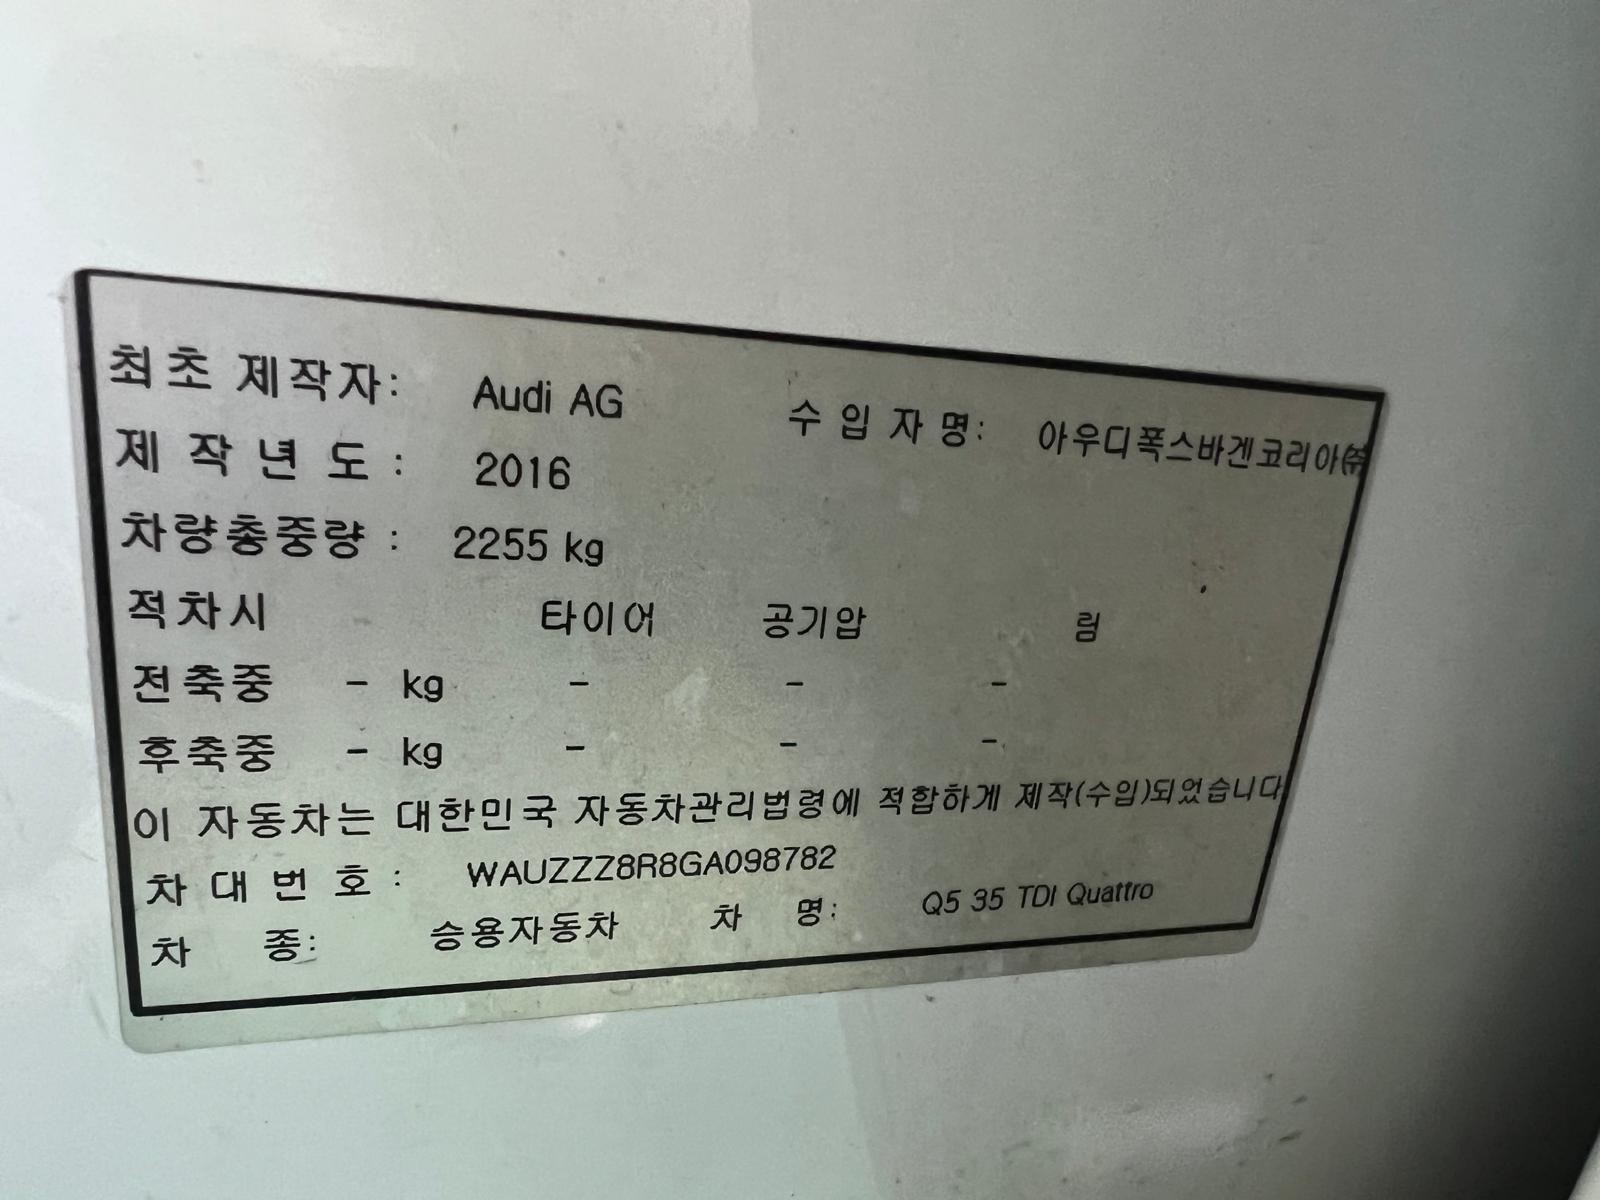 최초 제작자: Audi AG 수입자명: 아우디폭스바겐코리아㈜
제작년도: 2016
차량총중량: 2255 kg
적차시 타이어 공기압 림
전축중 - kg - - -
후축중 - kg - - -
이 자동차는 대한민국 자동차관리법령에 적합하게 제작(수입)되었습니다
차대번호: WAUZZZ8R8GA098782
차 종: 승용자동차 차 명: Q5 35 TDI Quattro